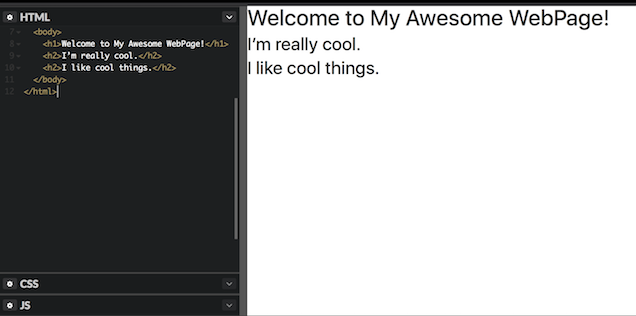 HTML
7 <body>
8 <h1>Welcome to My Awesome WebPage!</h1>
9 <h2>I’m really cool.</h2>
10 <h2>I like cool things.</h2>
11 </body>
12 </html>
CSS
JS
Welcome to My Awesome WebPage!
I’m really cool.
I like cool things.